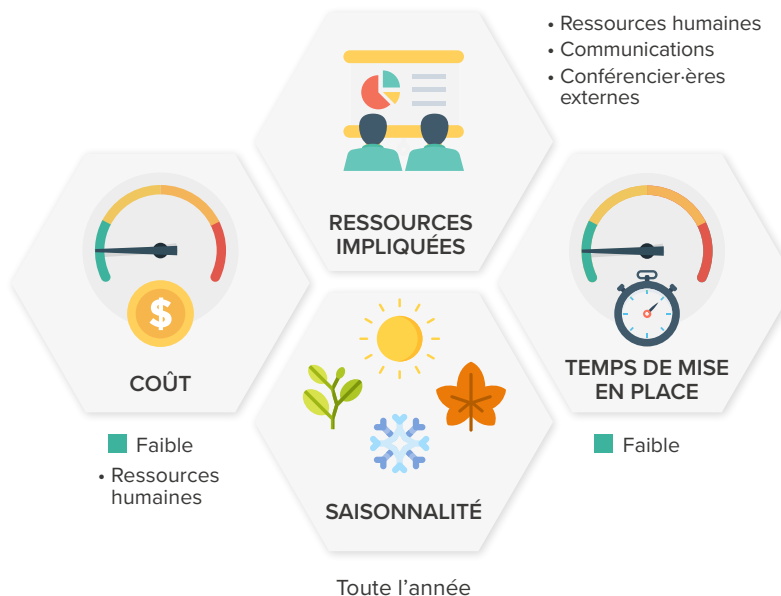 • Ressources humaines
• Communications
• Conférencier·ères
externes
RESSOURCES
IMPLIQUÉES
$
COÛT
Faible
• Ressources
humaines
TEMPS DE MISE
EN PLACE
Faible
SAISONNALITÉ
Toute l’année